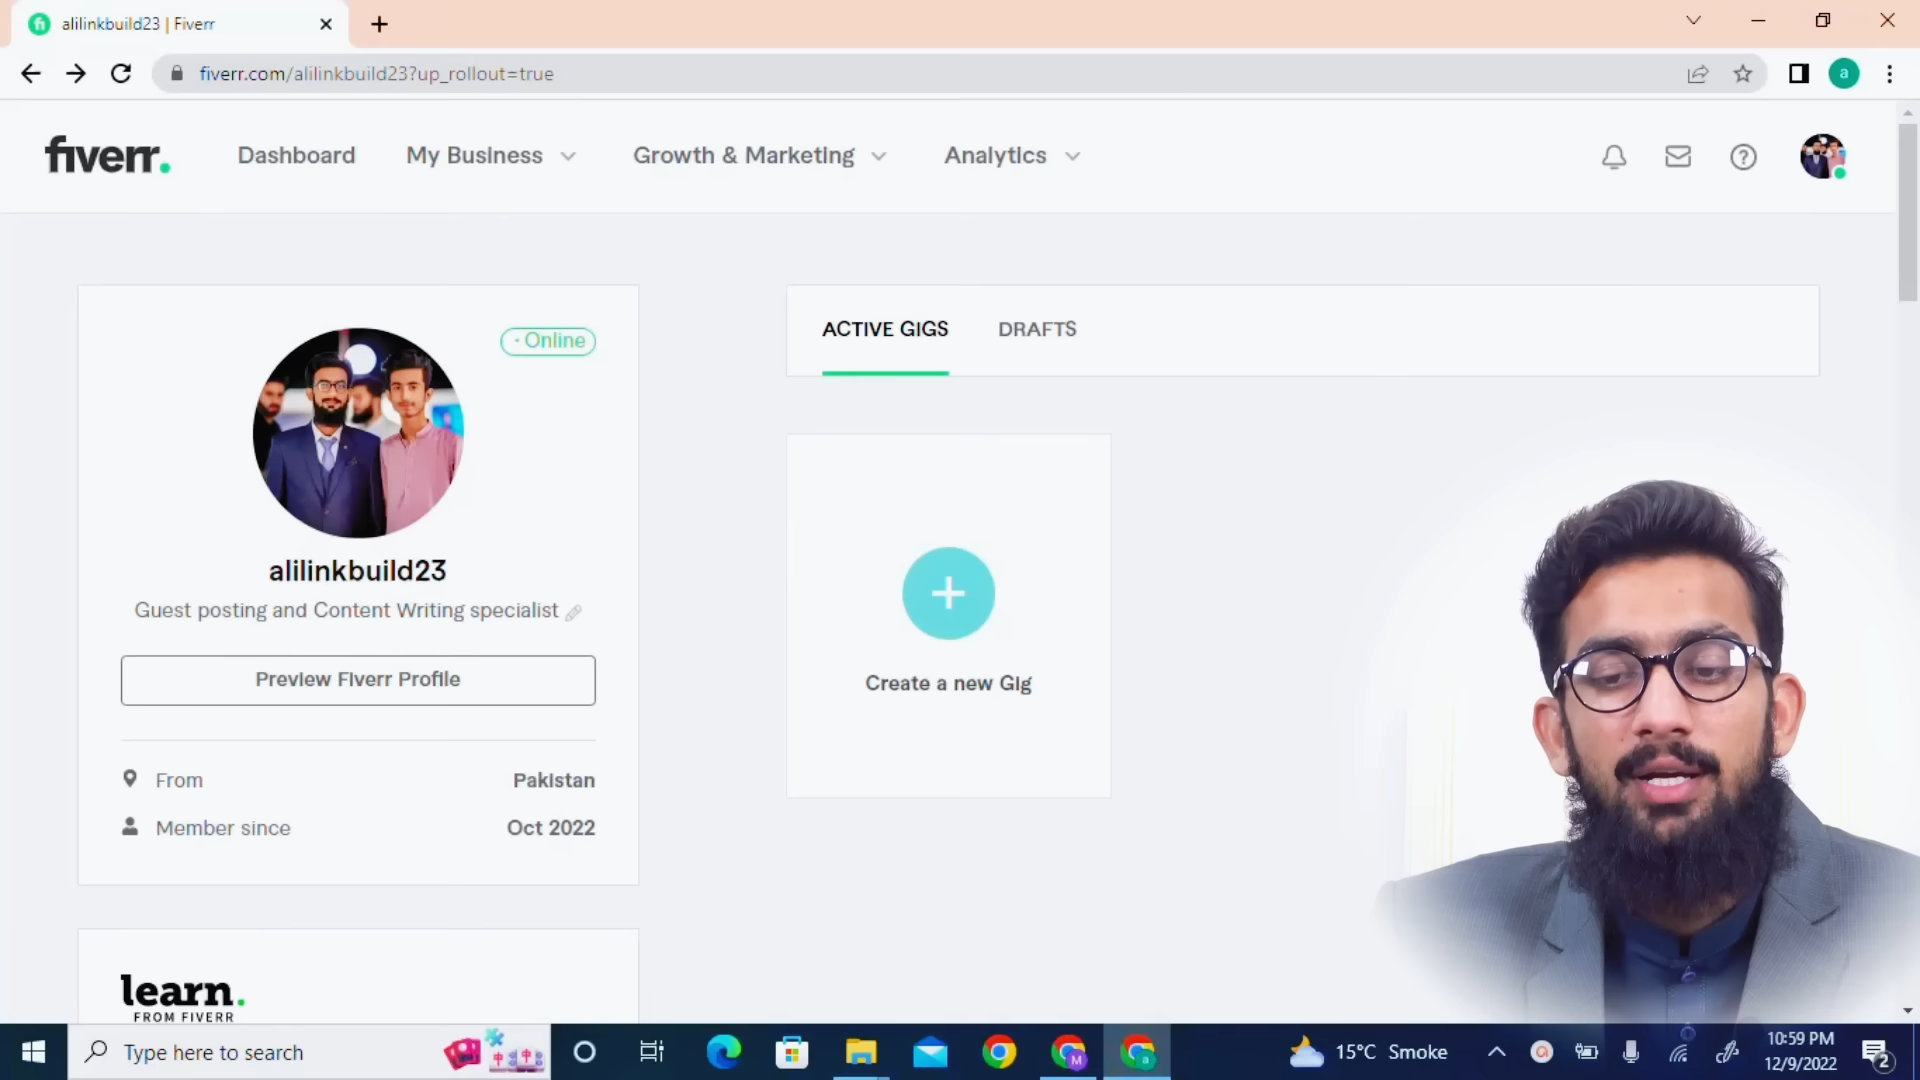 alilinkbuild23 | Fiverr
fiverr.com/alilinkbuild23?up_rollout=true
a
fiverr. Dashboard My Business Growth & Marketing Analytics
Online
alilinkbuild23
Guest posting and Content Writing specialist
Preview Fiverr Profile
From Pakistan
Member since Oct 2022
learn.
FROM FIVERR
ACTIVE GIGS DRAFTS
Create a new Gig
Type here to search
15°C Smoke
10:59 PM
12/9/2022
2